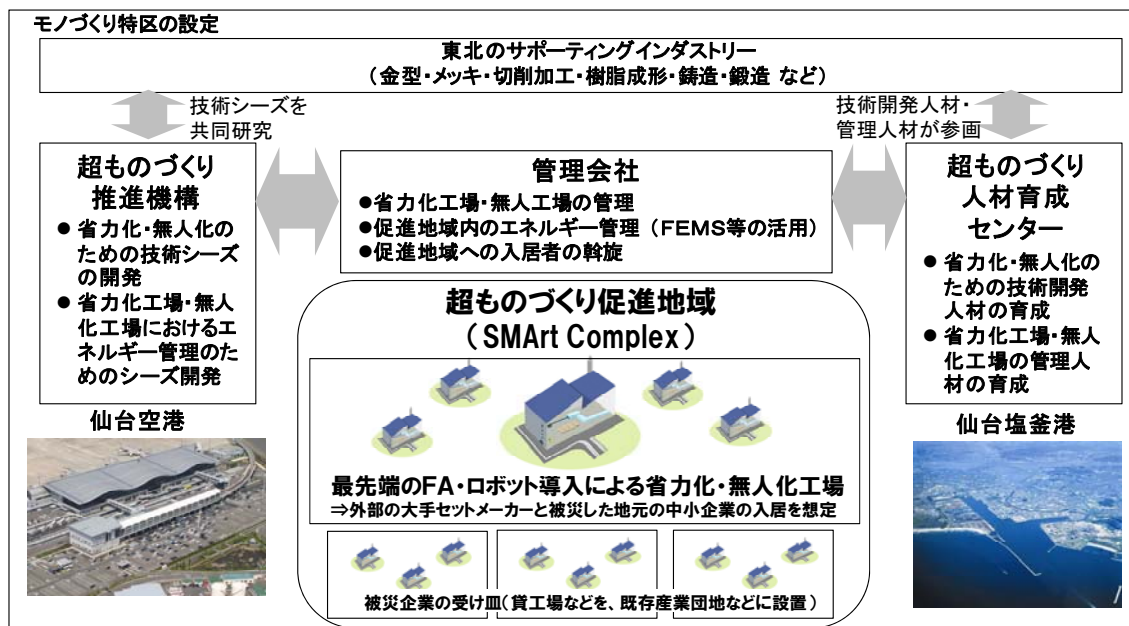 モノづくり特区の設定
東北のサポーティングインダストリー
（金型・メッキ・切削加工・樹脂成形・鋳造・鍛造 など）
技術シーズを
共同研究
技術開発人材・
管理人材が参画
超ものづくり
推進機構
● 省力化・無人化の
ための技術シーズ
の開発
● 省力化工場・無人
化工場におけるエ
ネルギー管理のた
めのシーズ開発
管理会社
●省力化工場・無人工場の管理
●促進地域内のエネルギー管理（FEMS等の活用）
●促進地域への入居者の斡旋
超ものづくり
人材育成
センター
● 省力化・無人化の
ための技術開発
人材の育成
● 省力化工場・無人
化工場の管理人
材の育成
超ものづくり促進地域
（SMArt Complex）
最先端のFA・ロボット導入による省力化・無人化工場
⇒外部の大手セットメーカーと被災した地元の中小企業の入居を想定
被災企業の受け皿（貸工場などを、既存産業団地などに設置）
仙台空港
仙台塩釜港